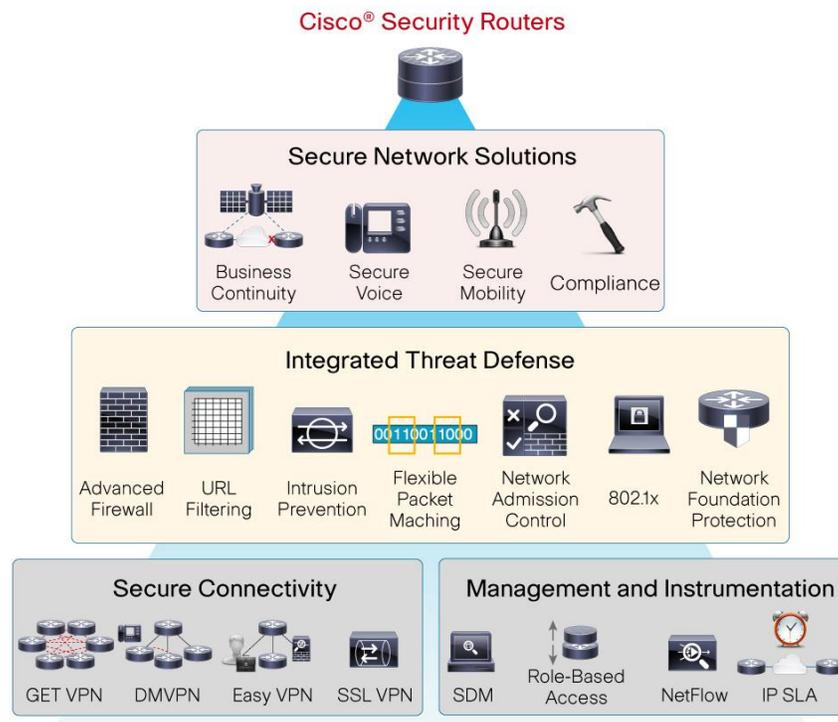 Cisco® Security Routers
Secure Network Solutions
Business
Continuity
Secure
Voice
Secure
Mobility
Compliance
Integrated Threat Defense
001100110000
Advanced
Firewall
URL
Filtering
Intrusion
Prevention
Flexible
Packet
Maching
Network
Admission
Control
802.1x
Network
Foundation
Protection
Secure Connectivity
GET VPN
DMVPN
Easy VPN
SSL VPN
Management and Instrumentation
SDM
Role-Based
Access
NetFlow
IP SLA